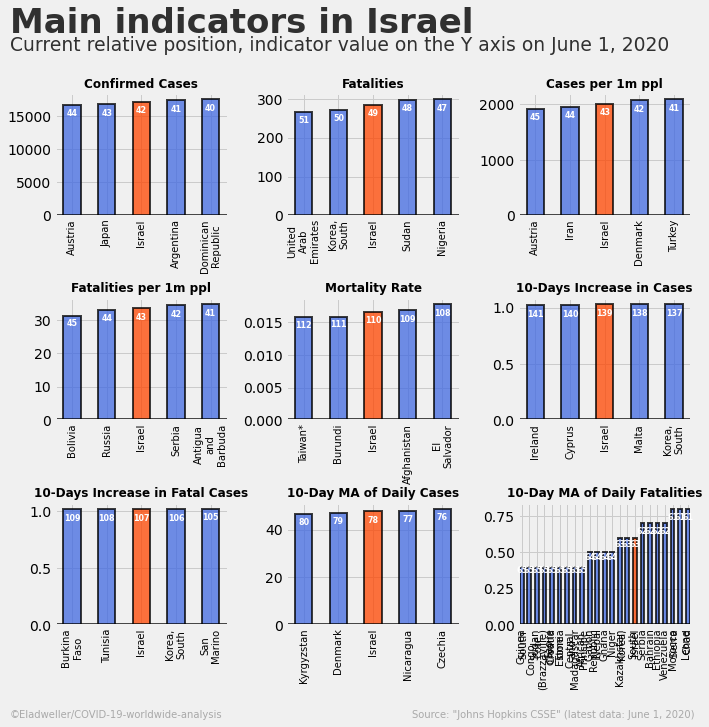 Main indicators in Israel
Current relative position, indicator value on the Y axis on June 1, 2020
Confirmed Cases
15000
10000
5000
0
44
43
42
41
40
Austria
Japan
Israel
Argentina
Dominican
Republic
Fatalities
300
200
100
0
51
50
49
48
47
United
Arab
Emirates
Korea,
South
Israel
Sudan
Nigeria
Cases per 1m ppl
2000
1000
0
45
44
43
42
41
Austria
Iran
Israel
Denmark
Turkey
Fatalities per 1m ppl
30
20
10
0
45
44
43
42
41
Bolivia
Russia
Israel
Serbia
Antigua
and
Barbuda
Mortality Rate
0.015
0.010
0.005
0.000
112
111
110
109
108
Taiwan*
Burundi
Israel
Afghanistan
El
Salvador
10-Days Increase in Cases
1.0
0.5
0.0
141
140
139
138
137
Ireland
Cyprus
Israel
Malta
Korea,
South
10-Days Increase in Fatal Cases
1.0
0.5
0.0
109
108
107
106
105
Burkina
Faso
Tunisia
Israel
Korea,
South
San
Marino
10-Day MA of Daily Cases
40
20
0
80
79
78
77
76
Kyrgyzstan
Denmark
Israel
Nicaragua
Czechia
10-Day MA of Daily Fatalities
0.75
0.50
0.25
0.00
(Brazzaville)
Niger
Serbia
Bahrain
Ethiopia
Venezuela
©Eladweller/COVID-19-worldwide-analysis
Source: "Johns Hopkins CSSE" (latest data: June 1, 2020)